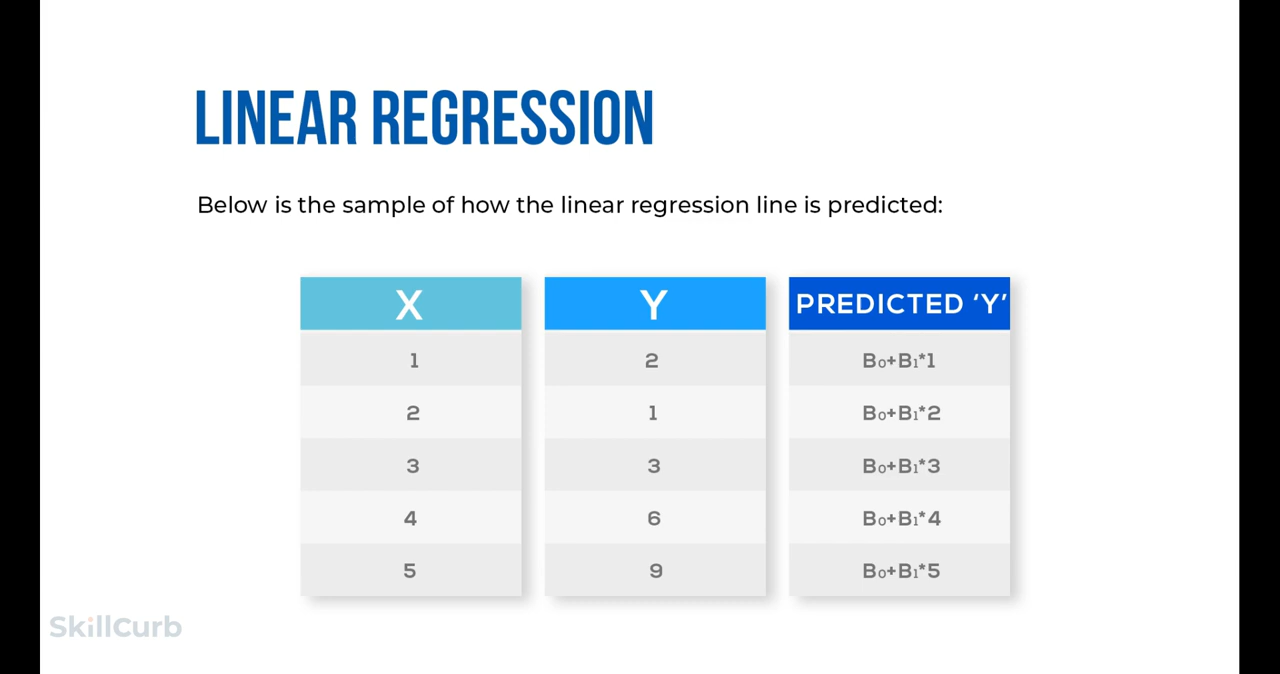 LINEAR REGRESSION
Below is the sample of how the linear regression line is predicted:
X Y PREDICTED ‘Y’
1 2 B₀+B₁*1
2 1 B₀+B₁*2
3 3 B₀+B₁*3
4 6 B₀+B₁*4
5 9 B₀+B₁*5
SkillCurb